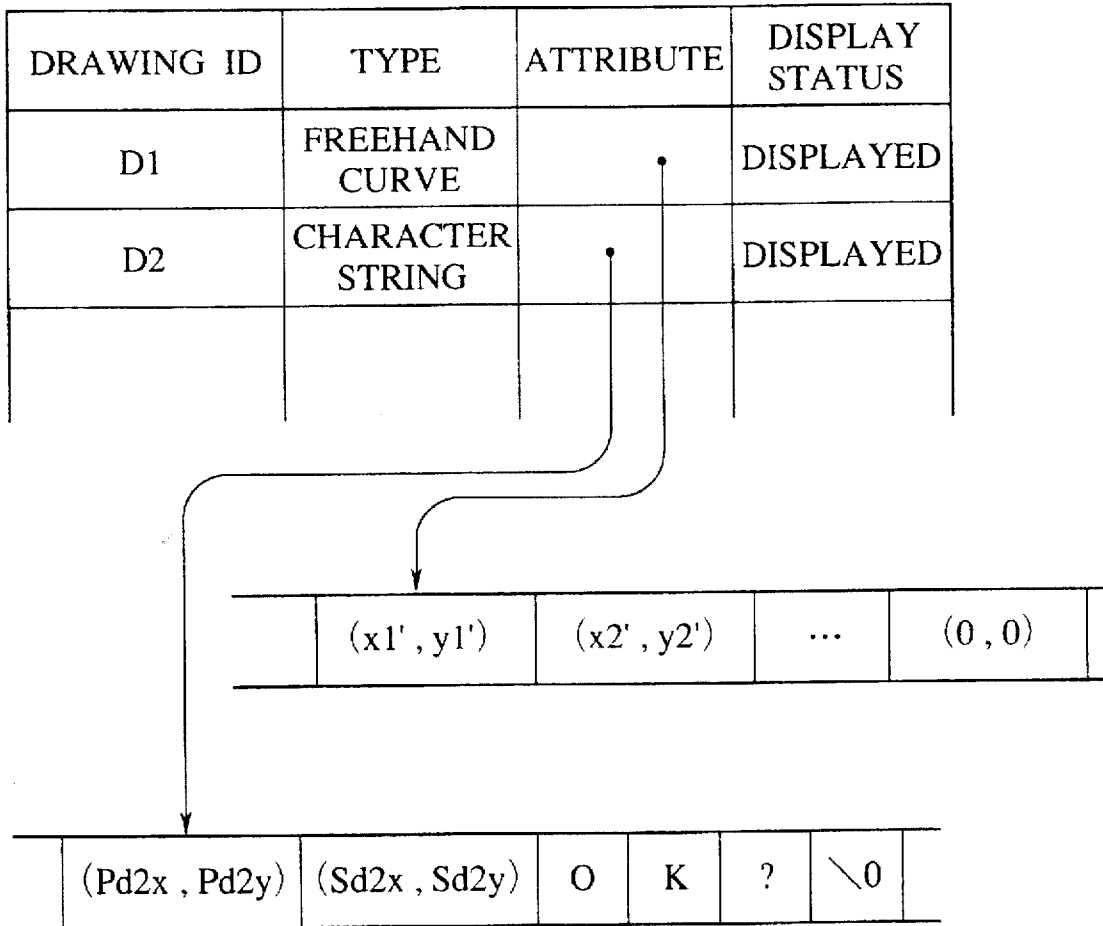 DRAWING ID TYPE ATTRIBUTE DISPLAY STATUS
D1 FREEHAND CURVE DISPLAYED
D2 CHARACTER STRING DISPLAYED
(x1' , y1') (x2' , y2') ... (0 , 0)
(Pd2x , Pd2y) (Sd2x , Sd2y) O K ? \0